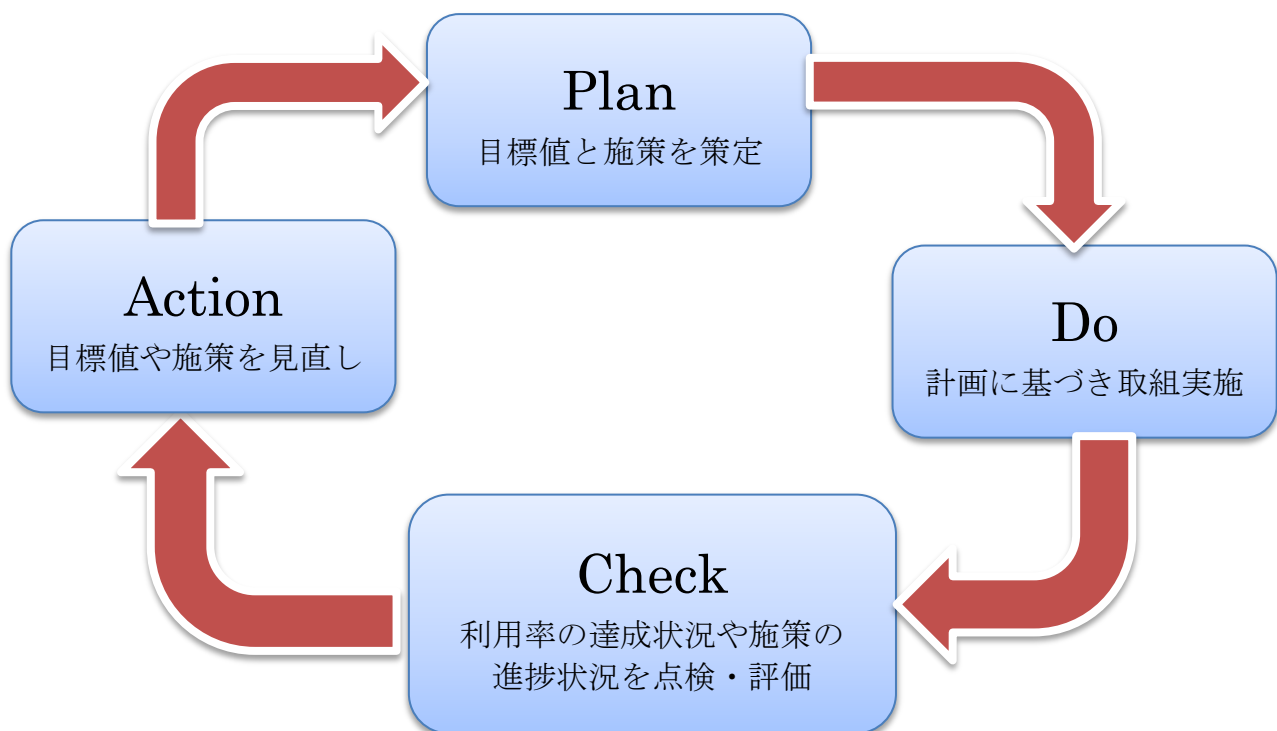 Plan
目標値と施策を策定
Do
計画に基づき取組実施
Check
利用率の達成状況や施策の
進捗状況を点検・評価
Action
目標値や施策を見直し